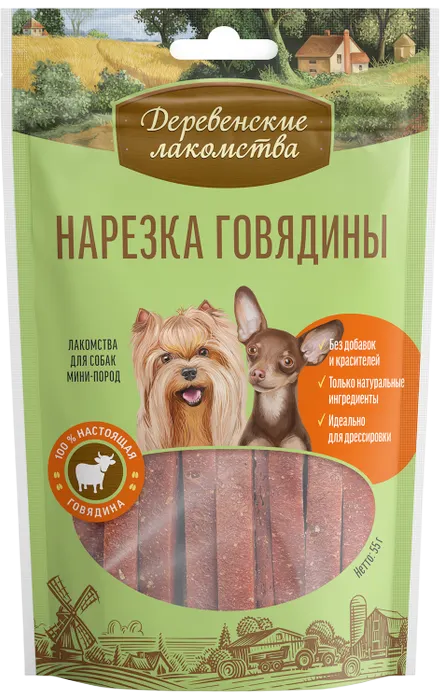 Деревенские
лакомства
НАРЕЗКА ГОВЯДИНЫ
ЛАКОМСТВА
ДЛЯ СОБАК
МИНИ-ПОРОД
✓ Без добавок
и красителей
✓ Только натуральные
ингредиенты
✓ Идеально
для дрессировки
100 % НАСТОЯЩАЯ
ГОВЯДИНА
Нетто: 55 г